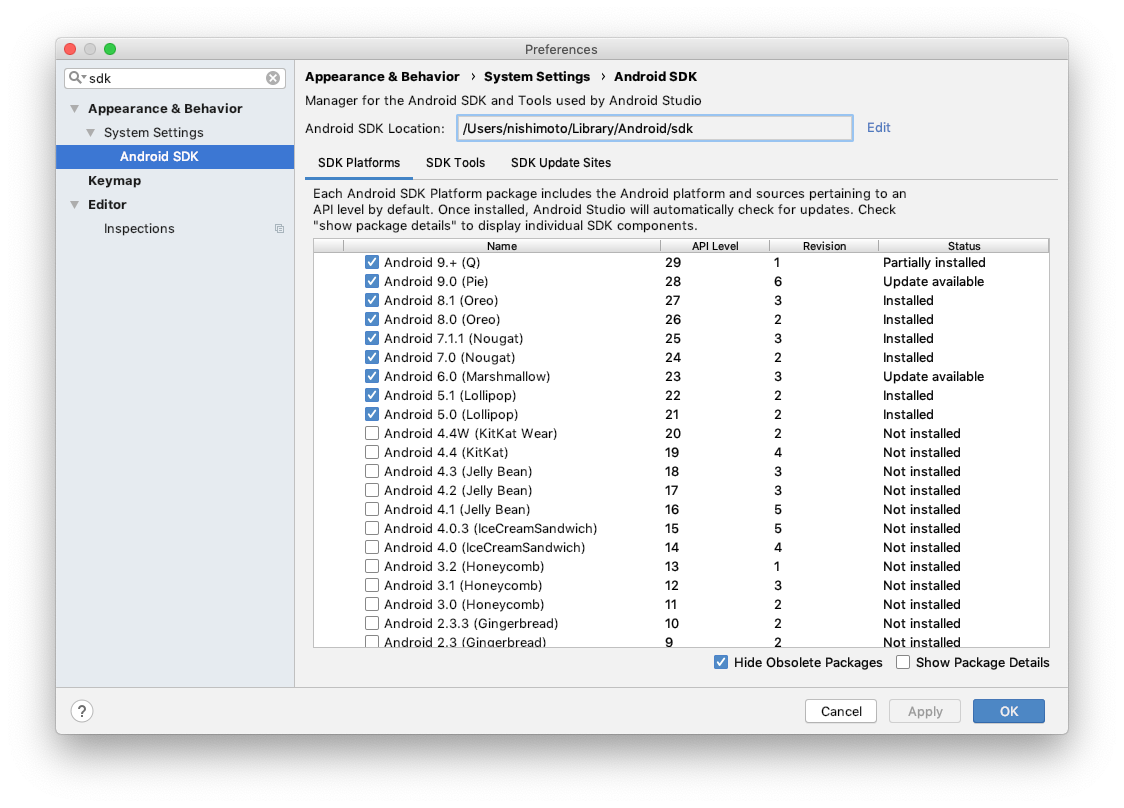 Preferences
sdk
Appearance & Behavior
System Settings
Android SDK
Keymap
Editor
Inspections
Appearance & Behavior › System Settings › Android SDK
Manager for the Android SDK and Tools used by Android Studio
Android SDK Location: /Users/nishimoto/Library/Android/sdk Edit
SDK Platforms SDK Tools SDK Update Sites
Each Android SDK Platform package includes the Android platform and sources pertaining to an
API level by default. Once installed, Android Studio will automatically check for updates. Check
"show package details" to display individual SDK components.
Name API Level Revision Status
Android 9.+ (Q) 29 1 Partially installed
Android 9.0 (Pie) 28 6 Update available
Android 8.1 (Oreo) 27 3 Installed
Android 8.0 (Oreo) 26 2 Installed
Android 7.1.1 (Nougat) 25 3 Installed
Android 7.0 (Nougat) 24 2 Installed
Android 6.0 (Marshmallow) 23 3 Update available
Android 5.1 (Lollipop) 22 2 Installed
Android 5.0 (Lollipop) 21 2 Installed
Android 4.4W (KitKat Wear) 20 2 Not installed
Android 4.4 (KitKat) 19 4 Not installed
Android 4.3 (Jelly Bean) 18 3 Not installed
Android 4.2 (Jelly Bean) 17 3 Not installed
Android 4.1 (Jelly Bean) 16 5 Not installed
Android 4.0.3 (IceCreamSandwich) 15 5 Not installed
Android 4.0 (IceCreamSandwich) 14 4 Not installed
Android 3.2 (Honeycomb) 13 1 Not installed
Android 3.1 (Honeycomb) 12 3 Not installed
Android 3.0 (Honeycomb) 11 2 Not installed
Android 2.3.3 (Gingerbread) 10 2 Not installed
Android 2.3 (Gingerbread) 9 2 Not installed
Hide Obsolete Packages Show Package Details
? Cancel Apply OK